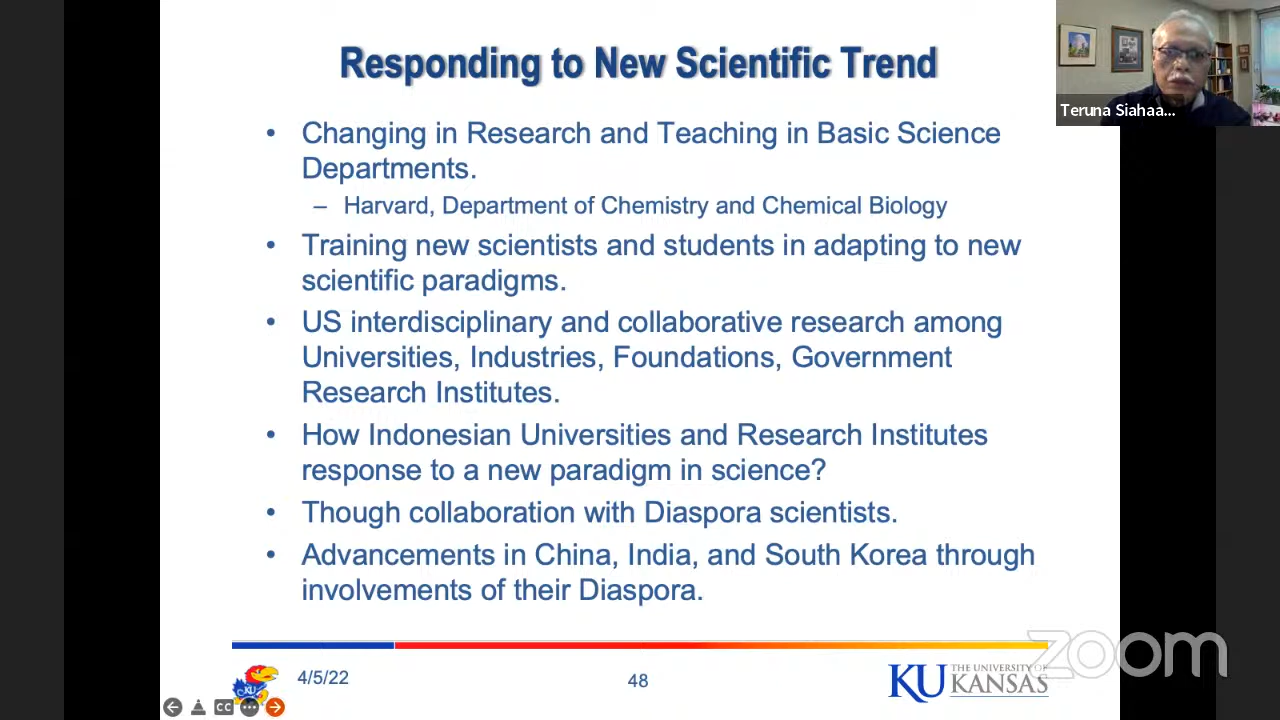 Responding to New Scientific Trend
Teruna Siahaa...
• Changing in Research and Teaching in Basic Science
Departments.
– Harvard, Department of Chemistry and Chemical Biology
• Training new scientists and students in adapting to new
scientific paradigms.
• US interdisciplinary and collaborative research among
Universities, Industries, Foundations, Government
Research Institutes.
• How Indonesian Universities and Research Institutes
response to a new paradigm in science?
• Though collaboration with Diaspora scientists.
• Advancements in China, India, and South Korea through
involvements of their Diaspora.
zoom
KU
4/5/22
48
KU THE UNIVERSITY OF
KANSAS
CC